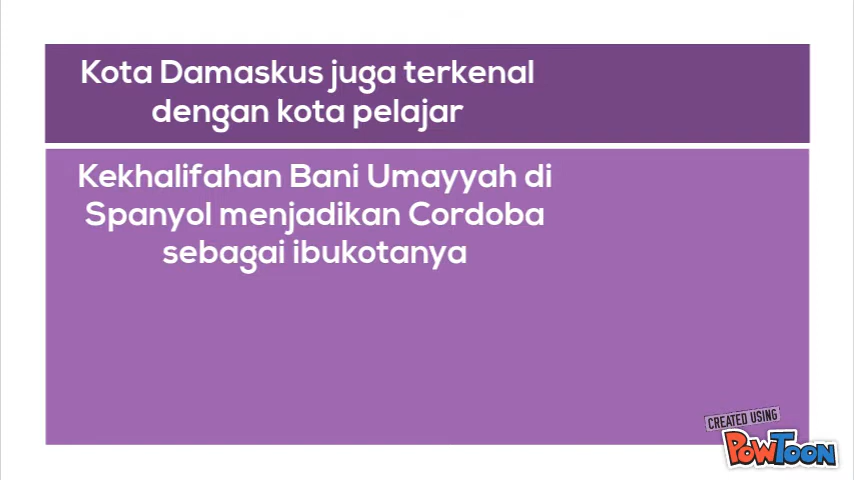 Kota Damaskus juga terkenal
dengan kota pelajar
Kekhalifahan Bani Umayyah di
Spanyol menjadikan Cordoba
sebagai ibukotanya
CREATED USING
POWTOON